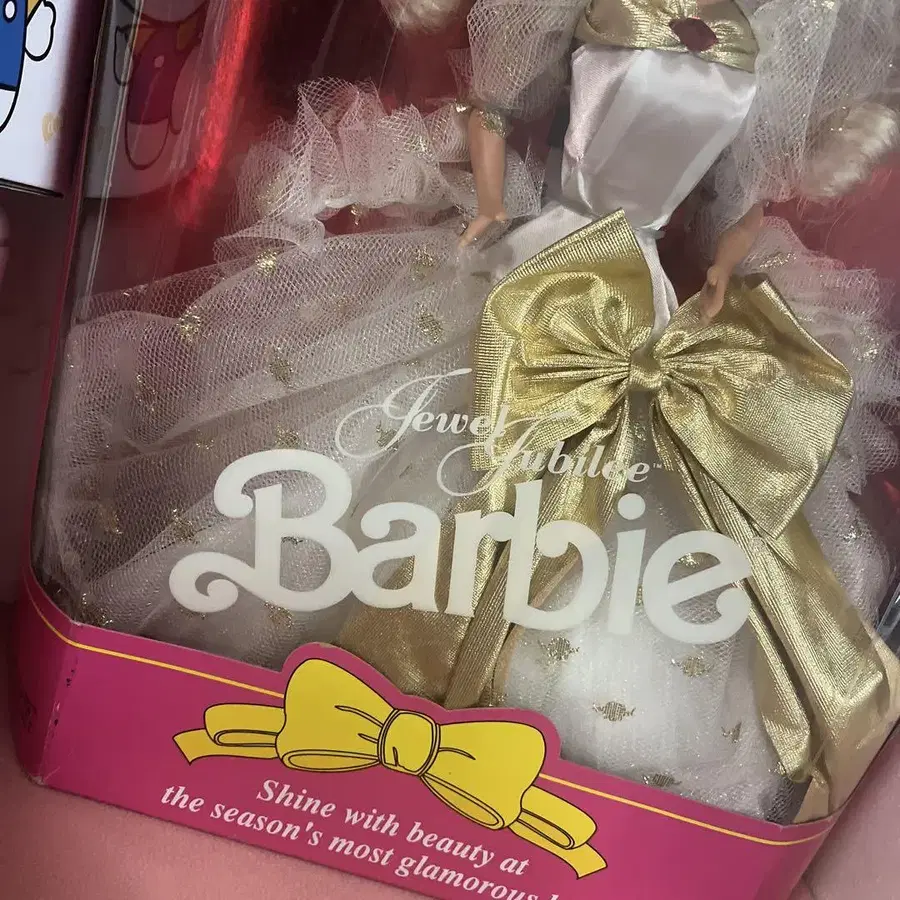 Jewel
Jubilee™
Barbie
Shine with beauty at
the season's most glamorous